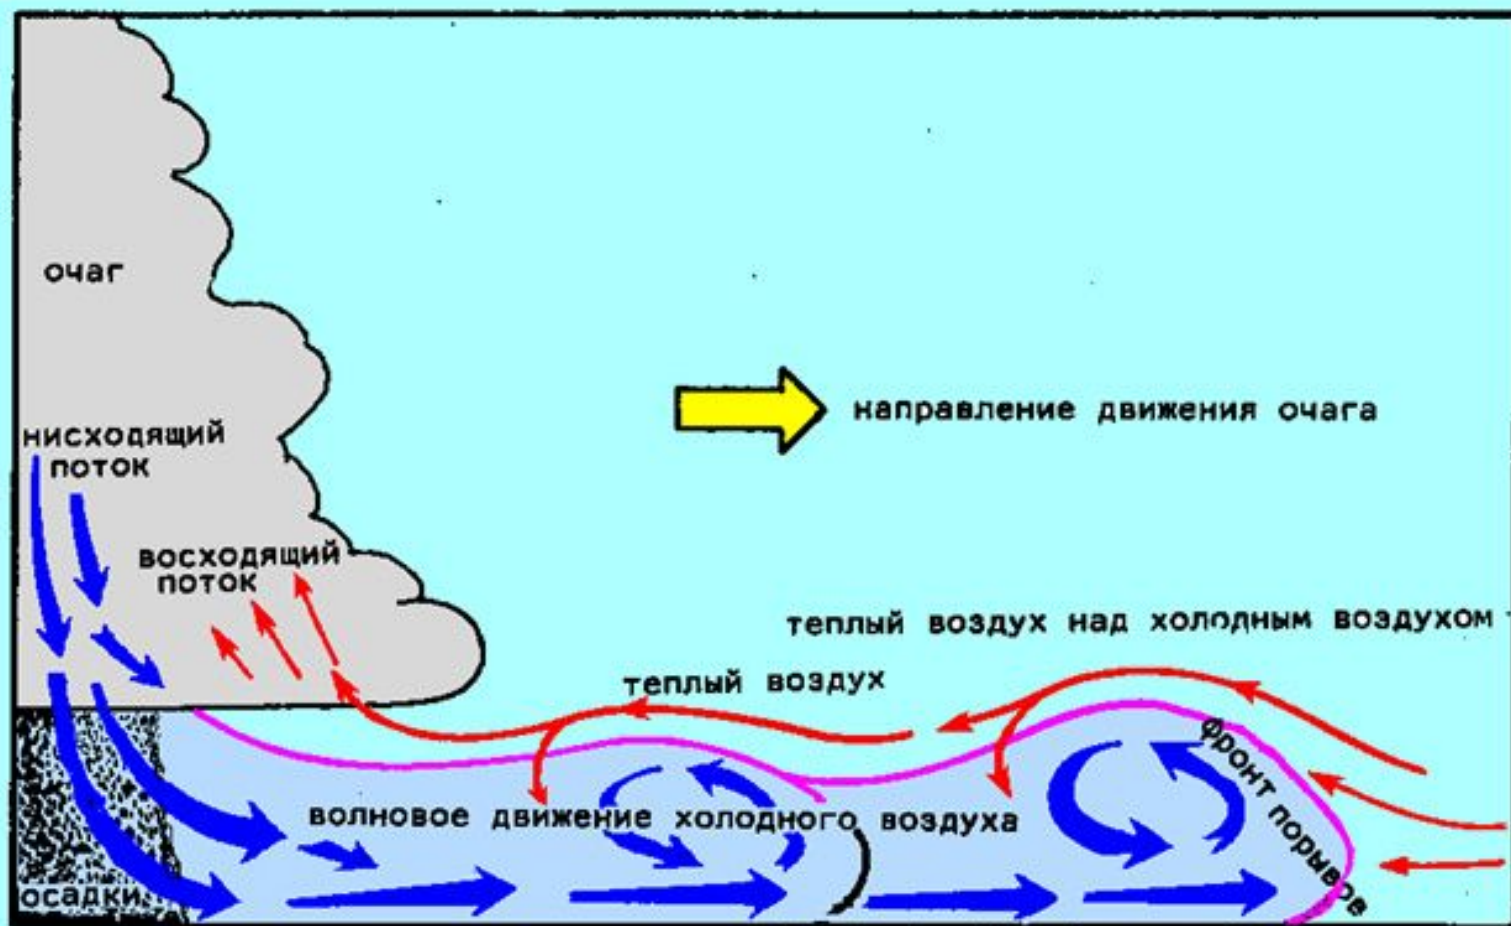 очаг
направление движения очага
нисходящий
поток
восходящий
поток
теплый воздух над холодным воздухом
теплый воздух
фронт порывов
волновое движение холодного воздуха
осадки